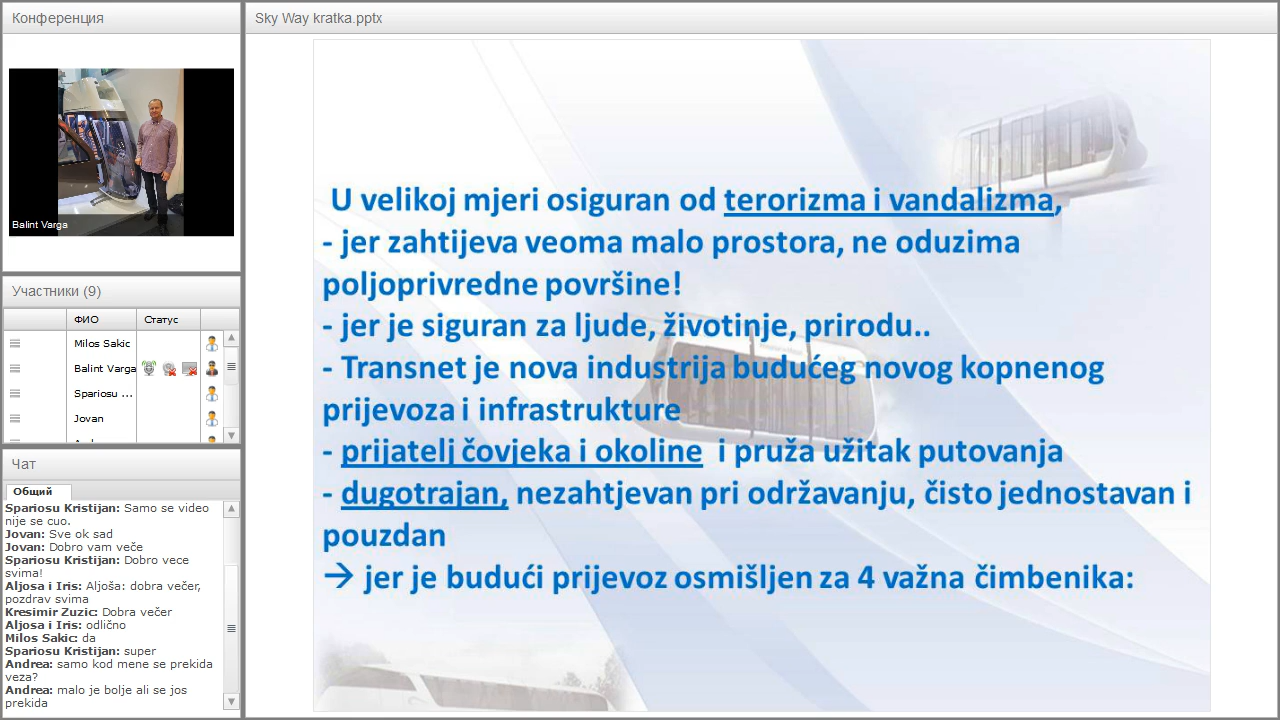 Конференция
Balint Varga
Участники (9)
ФИО Статус
Milos Sakic
Balint Varga
Spariosu ...
Jovan
Чат
Общий
Spariosu Kristijan: Samo se video
nije se cuo.
Jovan: Sve ok sad
Jovan: Dobro vam veče
Spariosu Kristijan: Dobro vece
svima!
Aljosa i Iris: Aljoša: dobra večer,
pozdrav svima
Kresimir Zuzic: Dobra večer
Aljosa i Iris: odlično
Milos Sakic: da
Spariosu Kristijan: super
Andrea: samo kod mene se prekida
veza?
Andrea: malo je bolje ali se jos
prekida
Sky Way kratka.pptx
U velikoj mjeri osiguran od terorizma i vandalizma,
- jer zahtijeva veoma malo prostora, ne oduzima
poljoprivredne površine!
- jer je siguran za ljude, životinje, prirodu..
- Transnet je nova industrija budućeg novog kopnenog
prijevoza i infrastrukture
- prijatelj čovjeka i okoline i pruža užitak putovanja
- dugotrajan, nezahtjevan pri održavanju, čisto jednostavan i
pouzdan
→ jer je budući prijevoz osmišljen za 4 važna čimbenika: